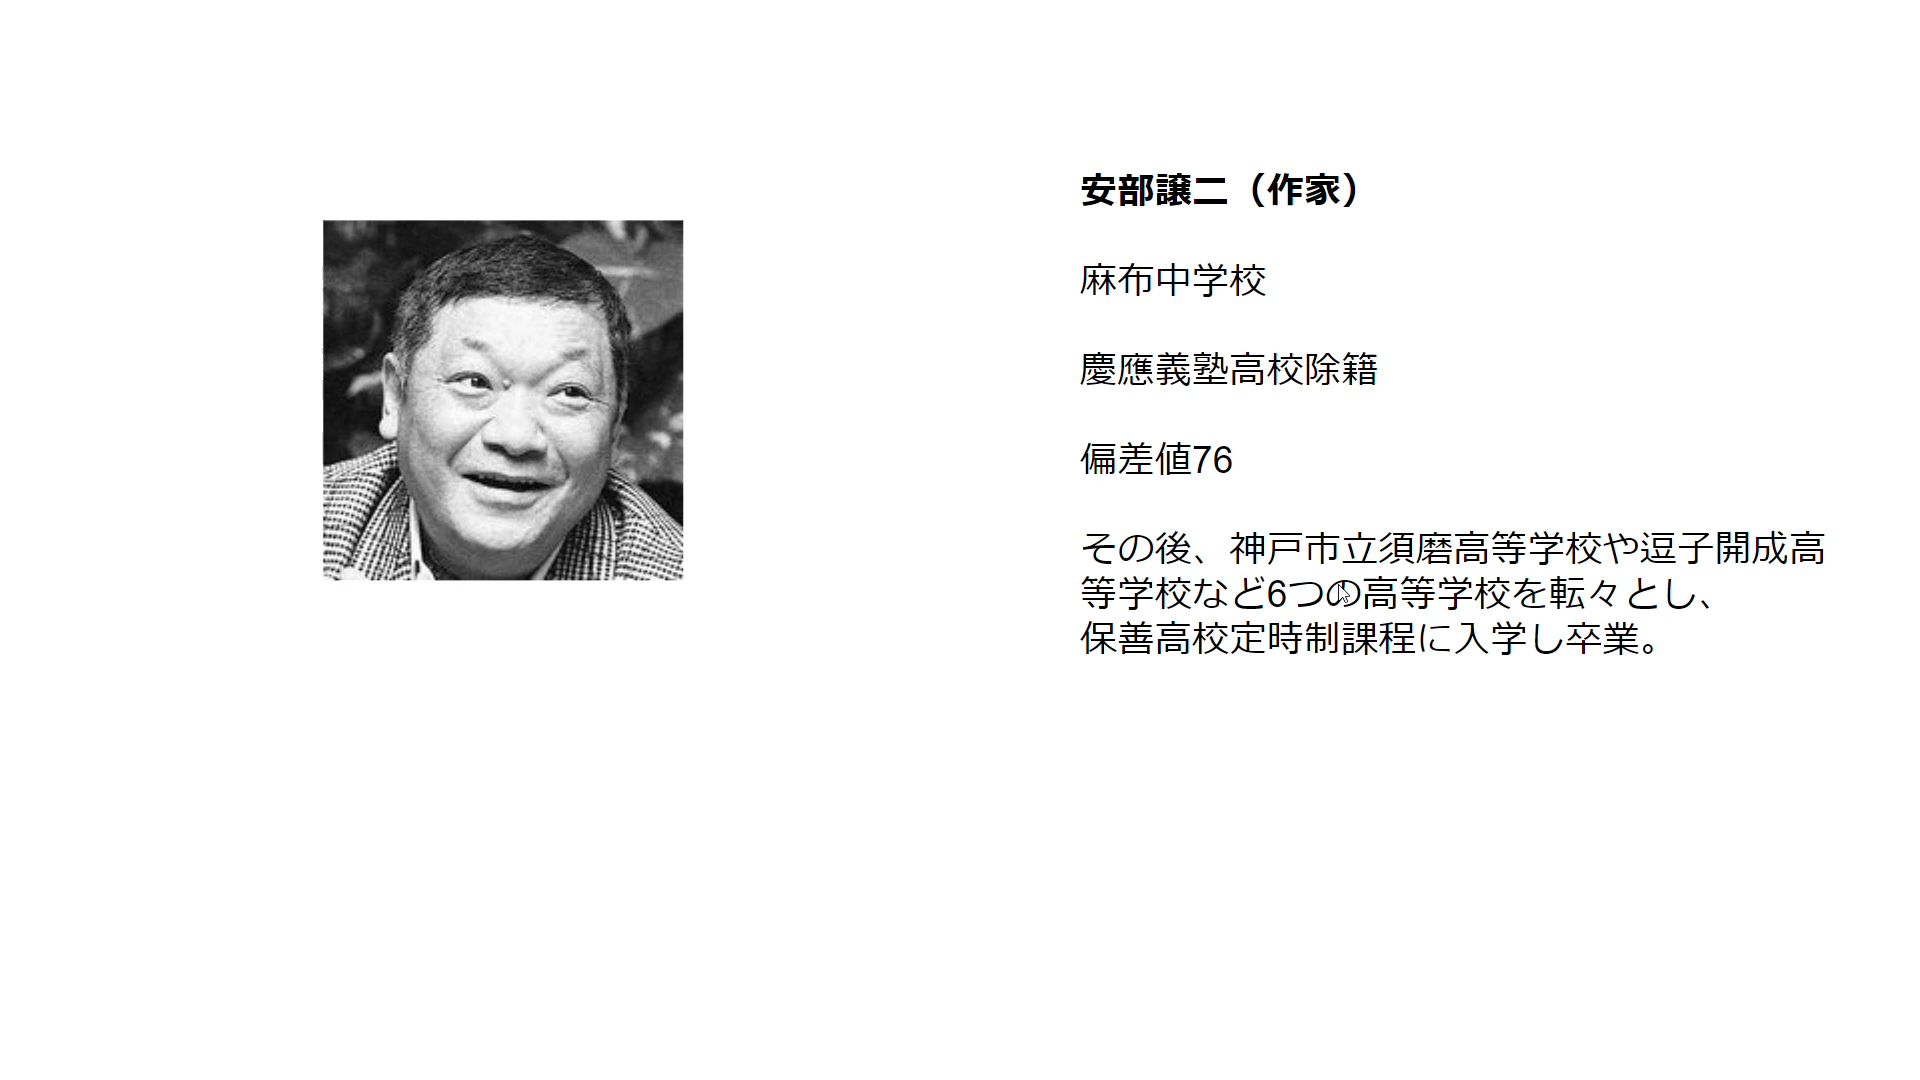 安部譲二（作家）
麻布中学校
慶應義塾高校除籍
偏差値76
その後、神戸市立須磨高等学校や逗子開成高
等学校など6つの高等学校を転々とし、
保善高校定時制課程に入学し卒業。